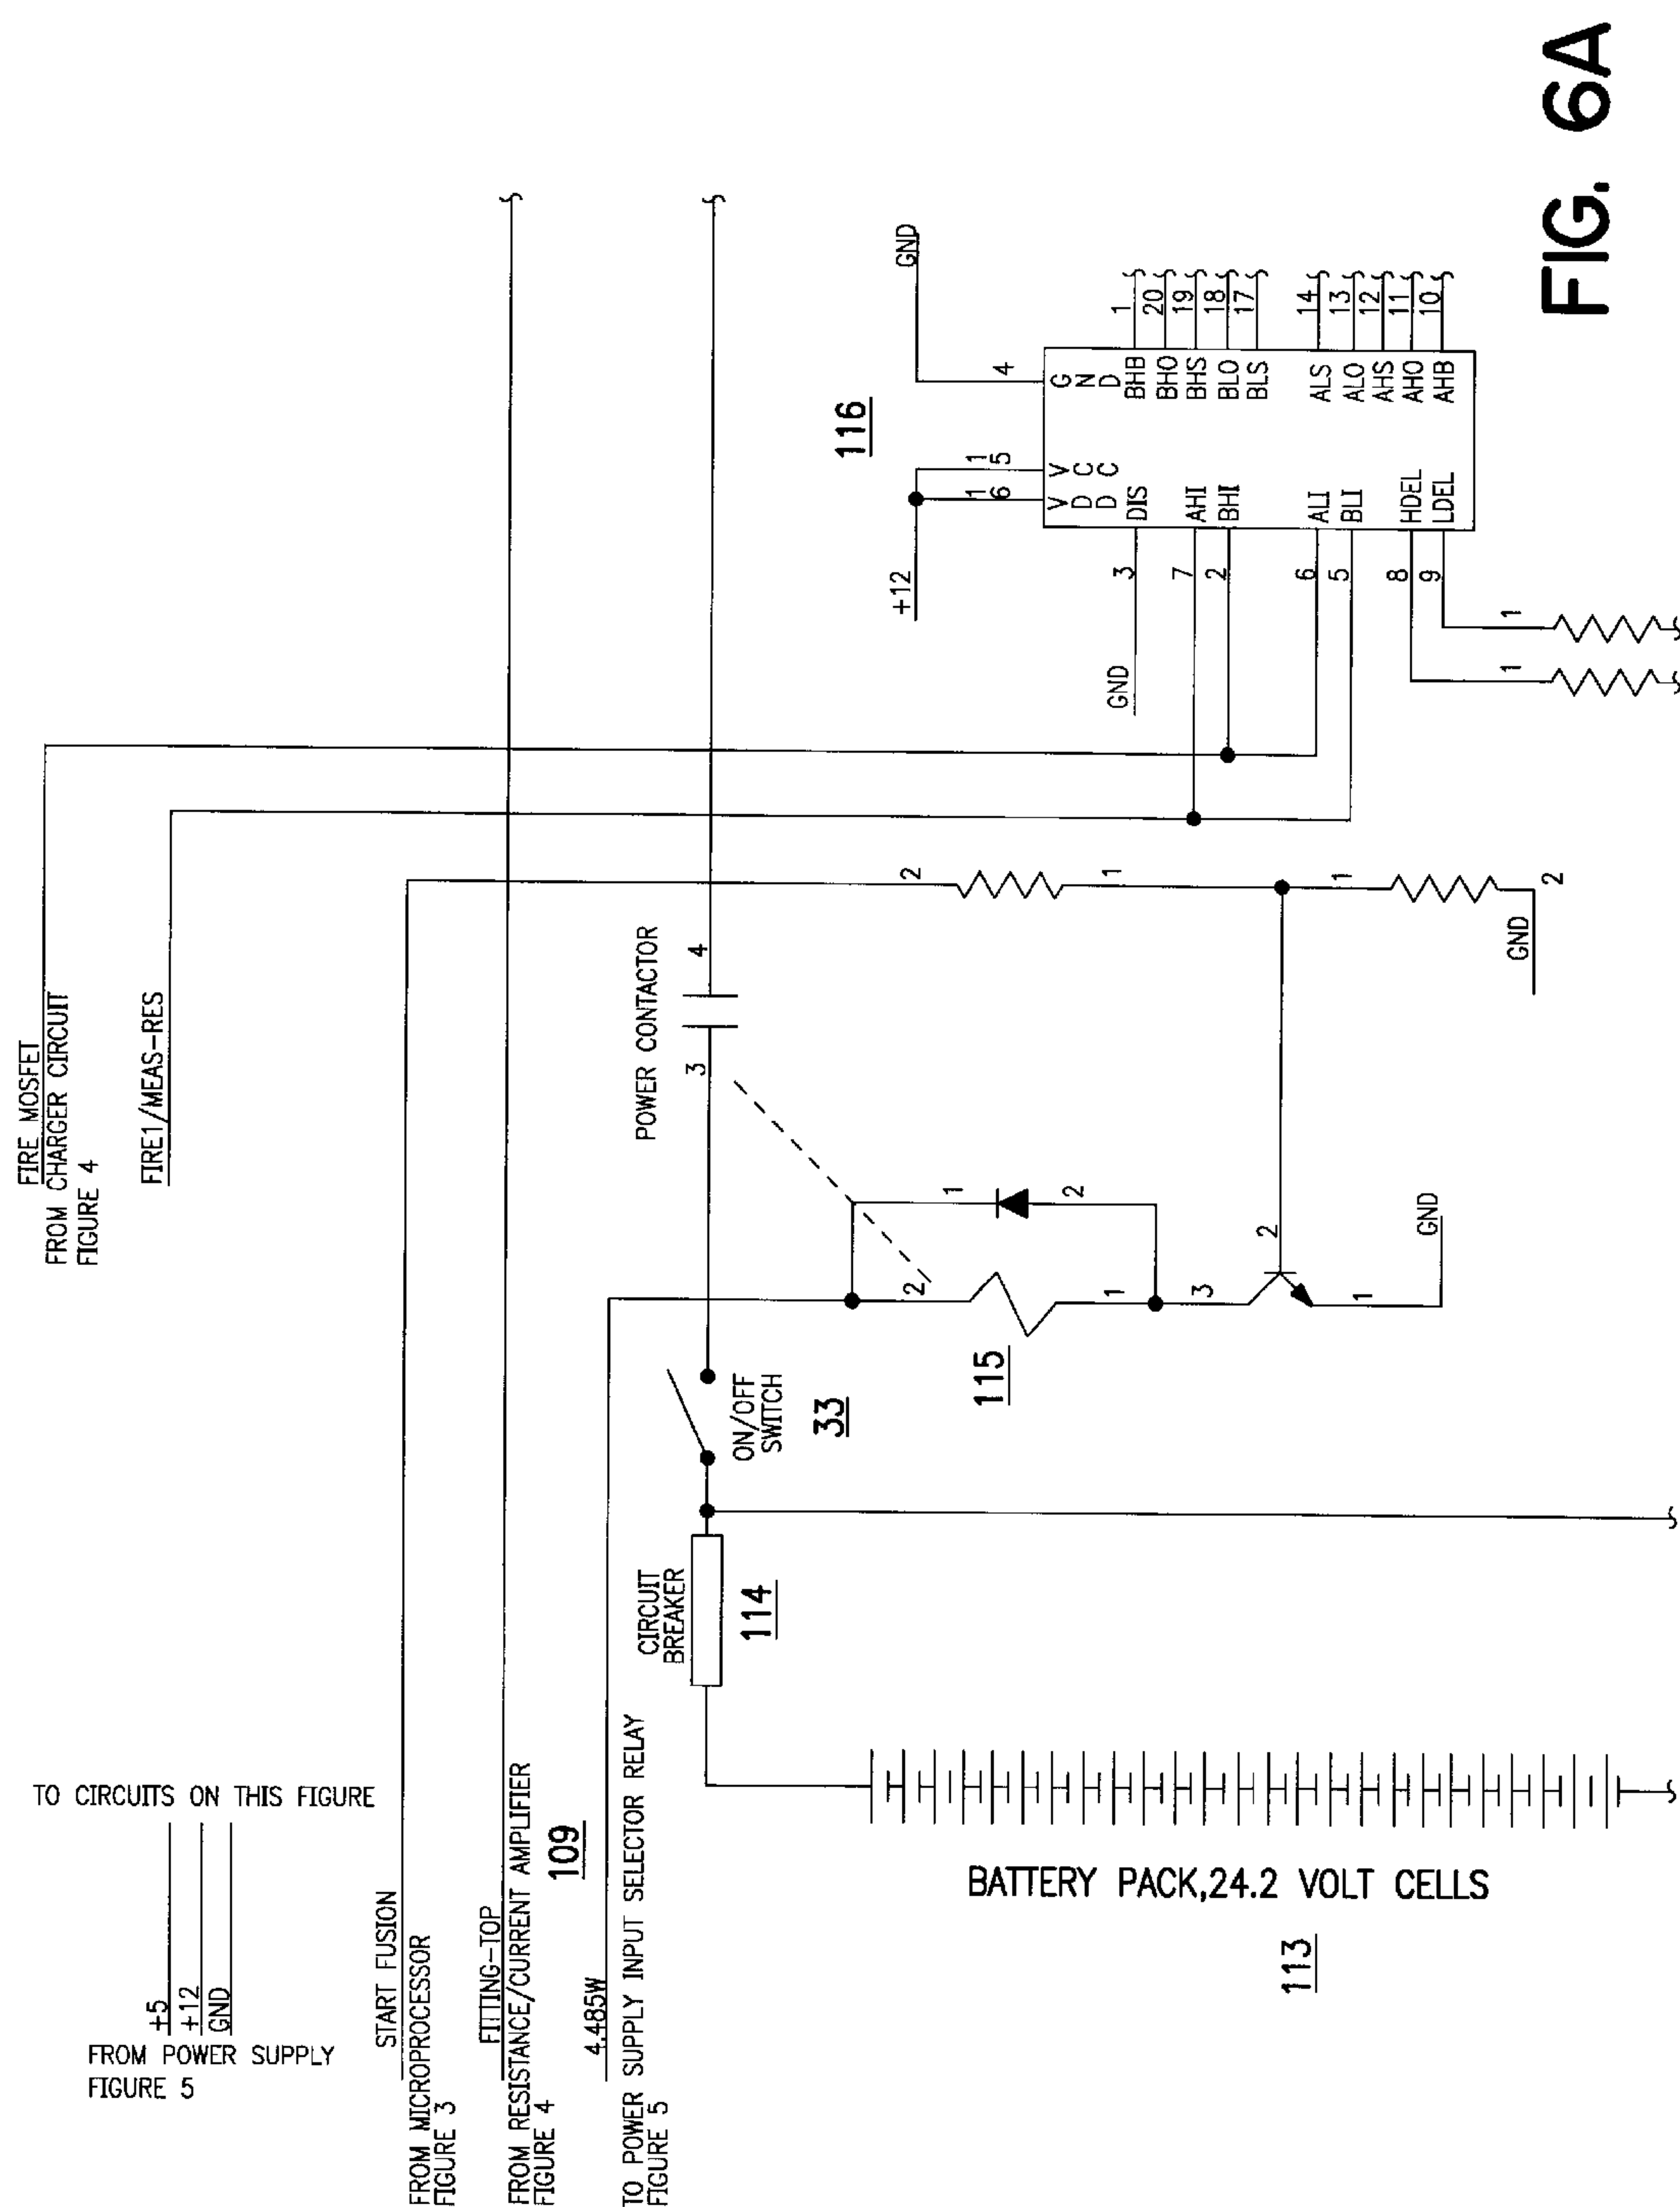 FIRE MOSFET
FROM CHARGER CIRCUIT
FIGURE 4
FIRE1/MEAS-RES
TO CIRCUITS ON THIS FIGURE
+5
+12
GND
FROM POWER SUPPLY
FIGURE 5
START FUSION
FROM MICROPROCESSOR
FIGURE 3
FITTING-TOP
FROM RESISTANCE/CURRENT AMPLIFIER
FIGURE 4
109
4.485W
TO POWER SUPPLY INPUT SELECTOR RELAY
FIGURE 5
CIRCUIT
BREAKER
114
ON/OFF
SWITCH
33
POWER CONTACTOR
3
4
BATTERY PACK,24.2 VOLT CELLS
113
115
2
1
1
2
3
2
1
GND
2
1
1
2
GND
+12
GND
116
1
6
1
5
4
V
D
D
V
C
C
G
N
D
GND
3
DIS
7
AHI
2
BHI
6
ALI
5
BLI
8
HDEL
9
LDEL
1
1
BHB
1
BHO
20
BHS
19
BLO
18
BLS
17
ALS
14
ALO
13
AHS
12
AHO
11
AHB
10
FIG. 6A